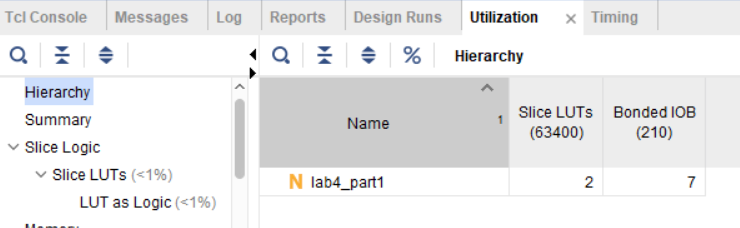 Tcl Console Messages Log Reports Design Runs Utilization × Timing
Hierarchy
Hierarchy
Summary
Slice Logic
Slice LUTs (<1%)
LUT as Logic (<1%)
Name 1 Slice LUTs (63400) Bonded IOB (210)
N lab4_part1 2 7